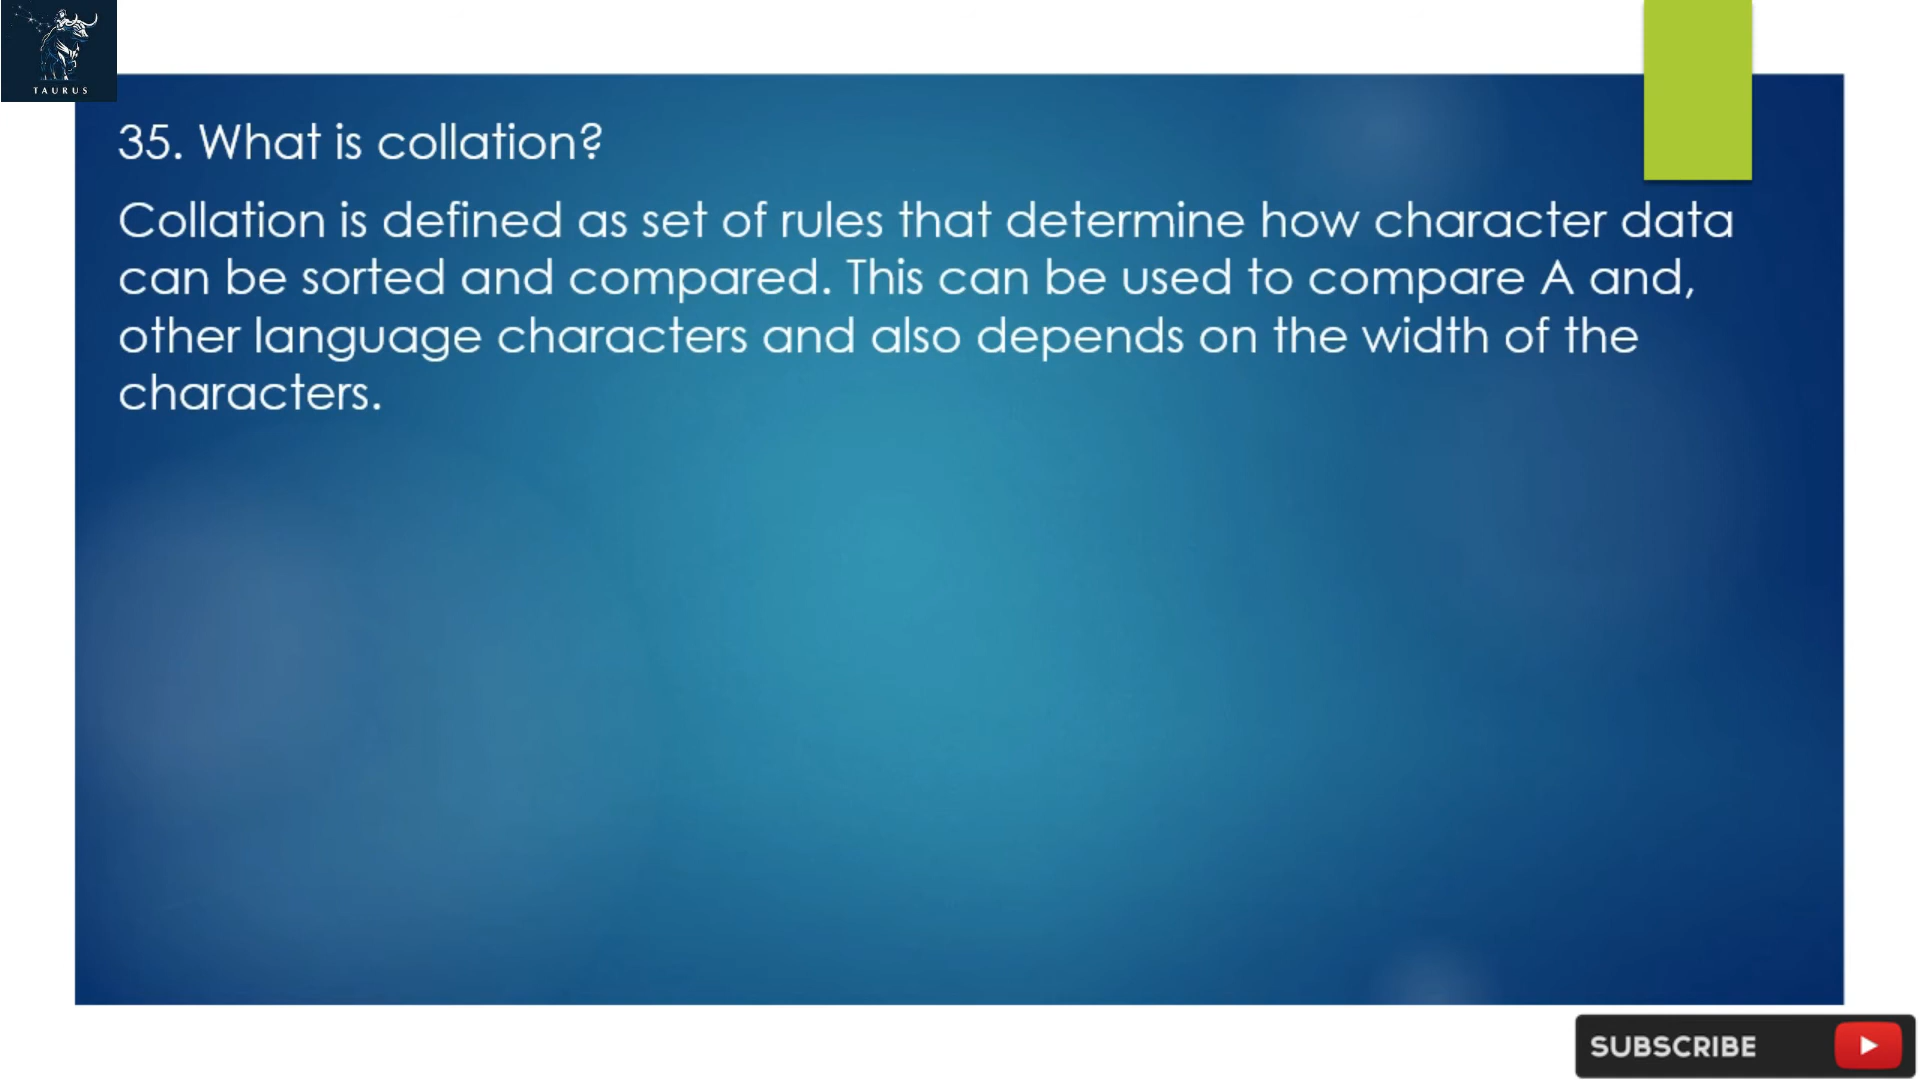 TAURUS
35. What is collation?
Collation is defined as set of rules that determine how character data
can be sorted and compared. This can be used to compare A and,
other language characters and also depends on the width of the
characters.
SUBSCRIBE